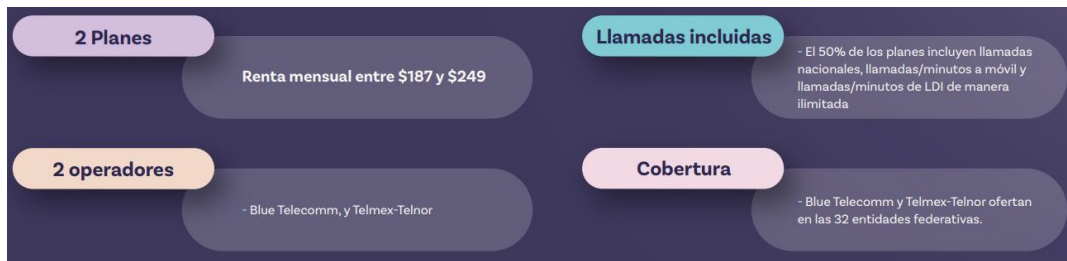 2 Planes
Renta mensual entre $187 y $249
Llamadas incluidas
- El 50% de los planes incluyen llamadas
nacionales, llamadas/minutos a móvil y
llamadas/minutos de LDI de manera
ilimitada
2 operadores
- Blue Telecomm, y Telmex-Telnor
Cobertura
- Blue Telecomm y Telmex-Telnor ofertan
en las 32 entidades federativas.